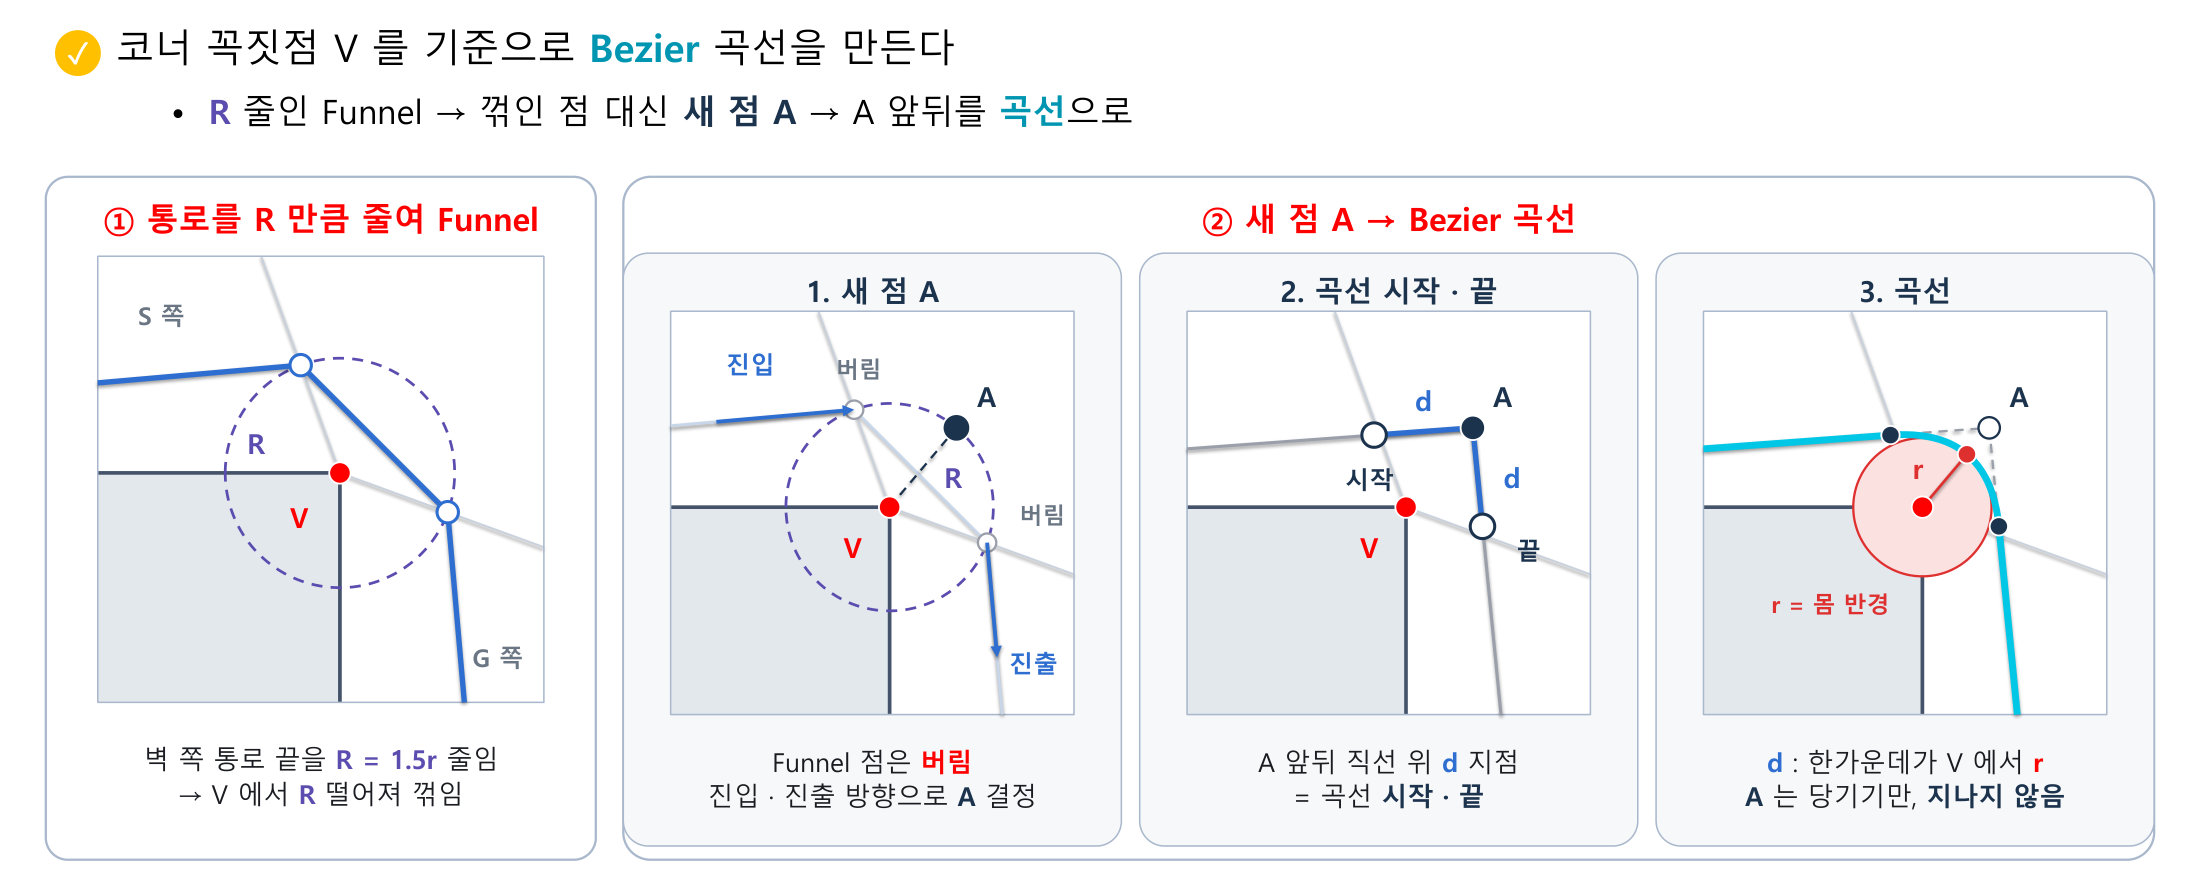 ✓ 코너 꼭짓점 V 를 기준으로 Bezier 곡선을 만든다
• R 줄인 Funnel → 꺾인 점 대신 새 점 A → A 앞뒤를 곡선으로
① 통로를 R 만큼 줄여 Funnel
S 쪽
R
V
G 쪽
벽 쪽 통로 끝을 R = 1.5r 줄임
→ V 에서 R 떨어져 꺾임
② 새 점 A → Bezier 곡선
1. 새 점 A
진입
버림
A
R
버림
V
진출
Funnel 점은 버림
진입 · 진출 방향으로 A 결정
2. 곡선 시작 · 끝
d
A
시작
d
V
끝
A 앞뒤 직선 위 d 지점
= 곡선 시작 · 끝
3. 곡선
A
r
r = 몸 반경
d : 한가운데가 V 에서 r
A 는 당기기만, 지나지 않음